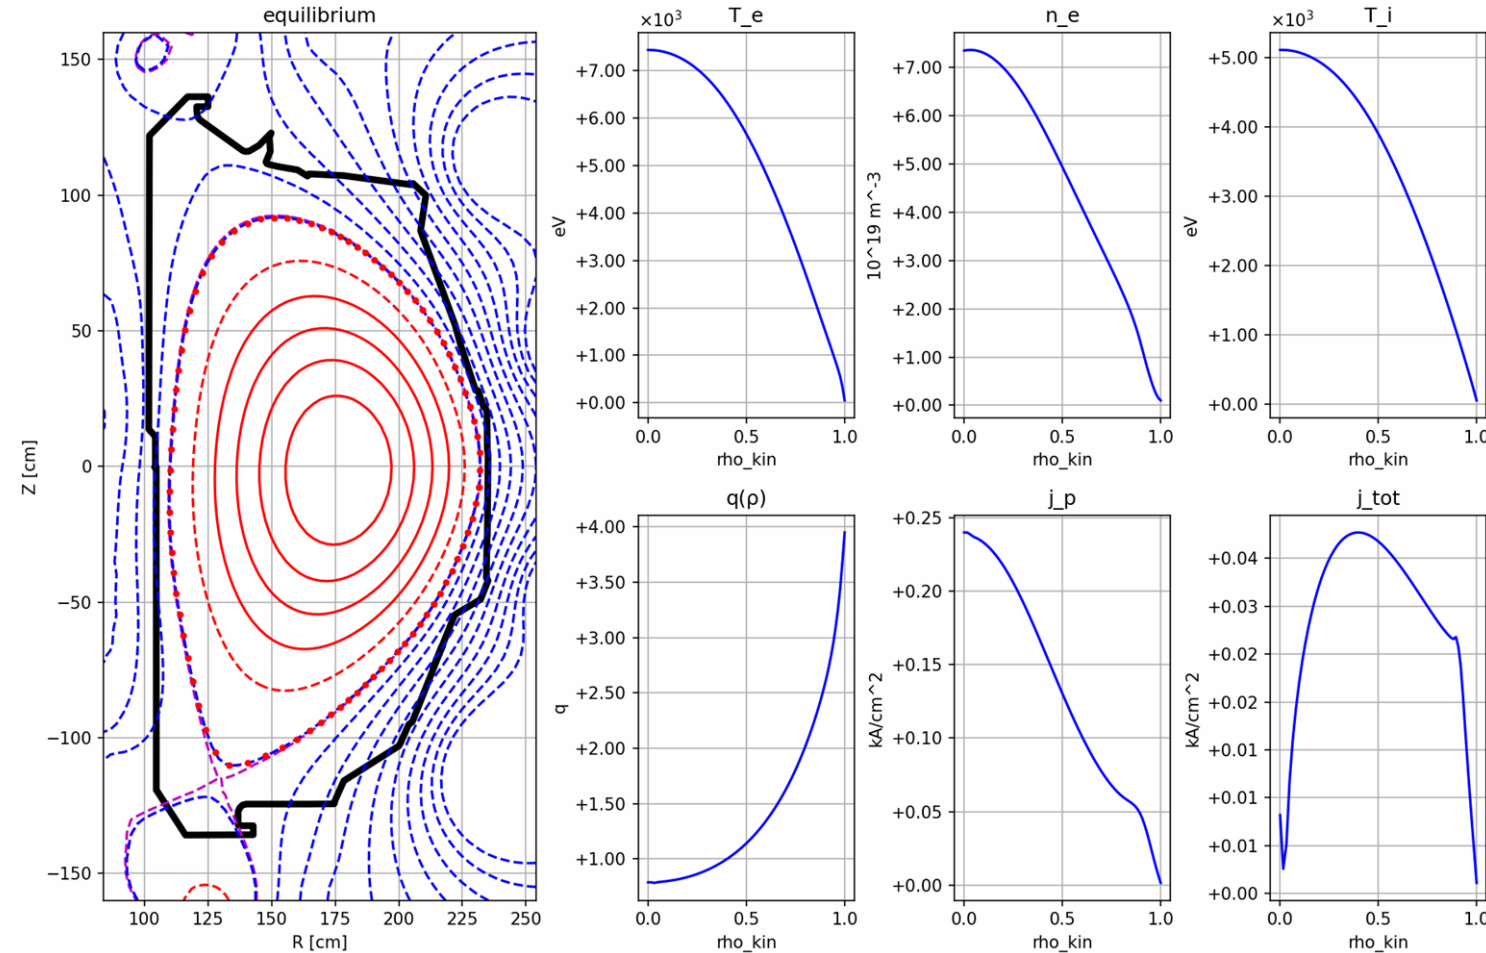 equilibrium
150
100
50
0
−50
−100
−150
100 125 150 175 200 225 250
R [cm]
Z [cm]
T_e
×10³
+7.00
+6.00
+5.00
+4.00
+3.00
+2.00
+1.00
+0.00
eV
0.0 0.5 1.0
rho_kin
n_e
+7.00
+6.00
+5.00
+4.00
+3.00
+2.00
+1.00
+0.00
10^19 m^-3
0.0 0.5 1.0
rho_kin
T_i
×10³
+5.00
+4.00
+3.00
+2.00
+1.00
+0.00
eV
0.0 0.5 1.0
rho_kin
q(ρ)
+4.00
+3.50
+3.00
+2.50
+2.00
+1.50
+1.00
q
0.0 0.5 1.0
rho_kin
j_p
+0.25
+0.20
+0.15
+0.10
+0.05
+0.00
kA/cm^2
0.0 0.5 1.0
rho_kin
j_tot
+0.04
+0.03
+0.02
+0.02
+0.01
+0.01
+0.01
+0.00
kA/cm^2
0.0 0.5 1.0
rho_kin